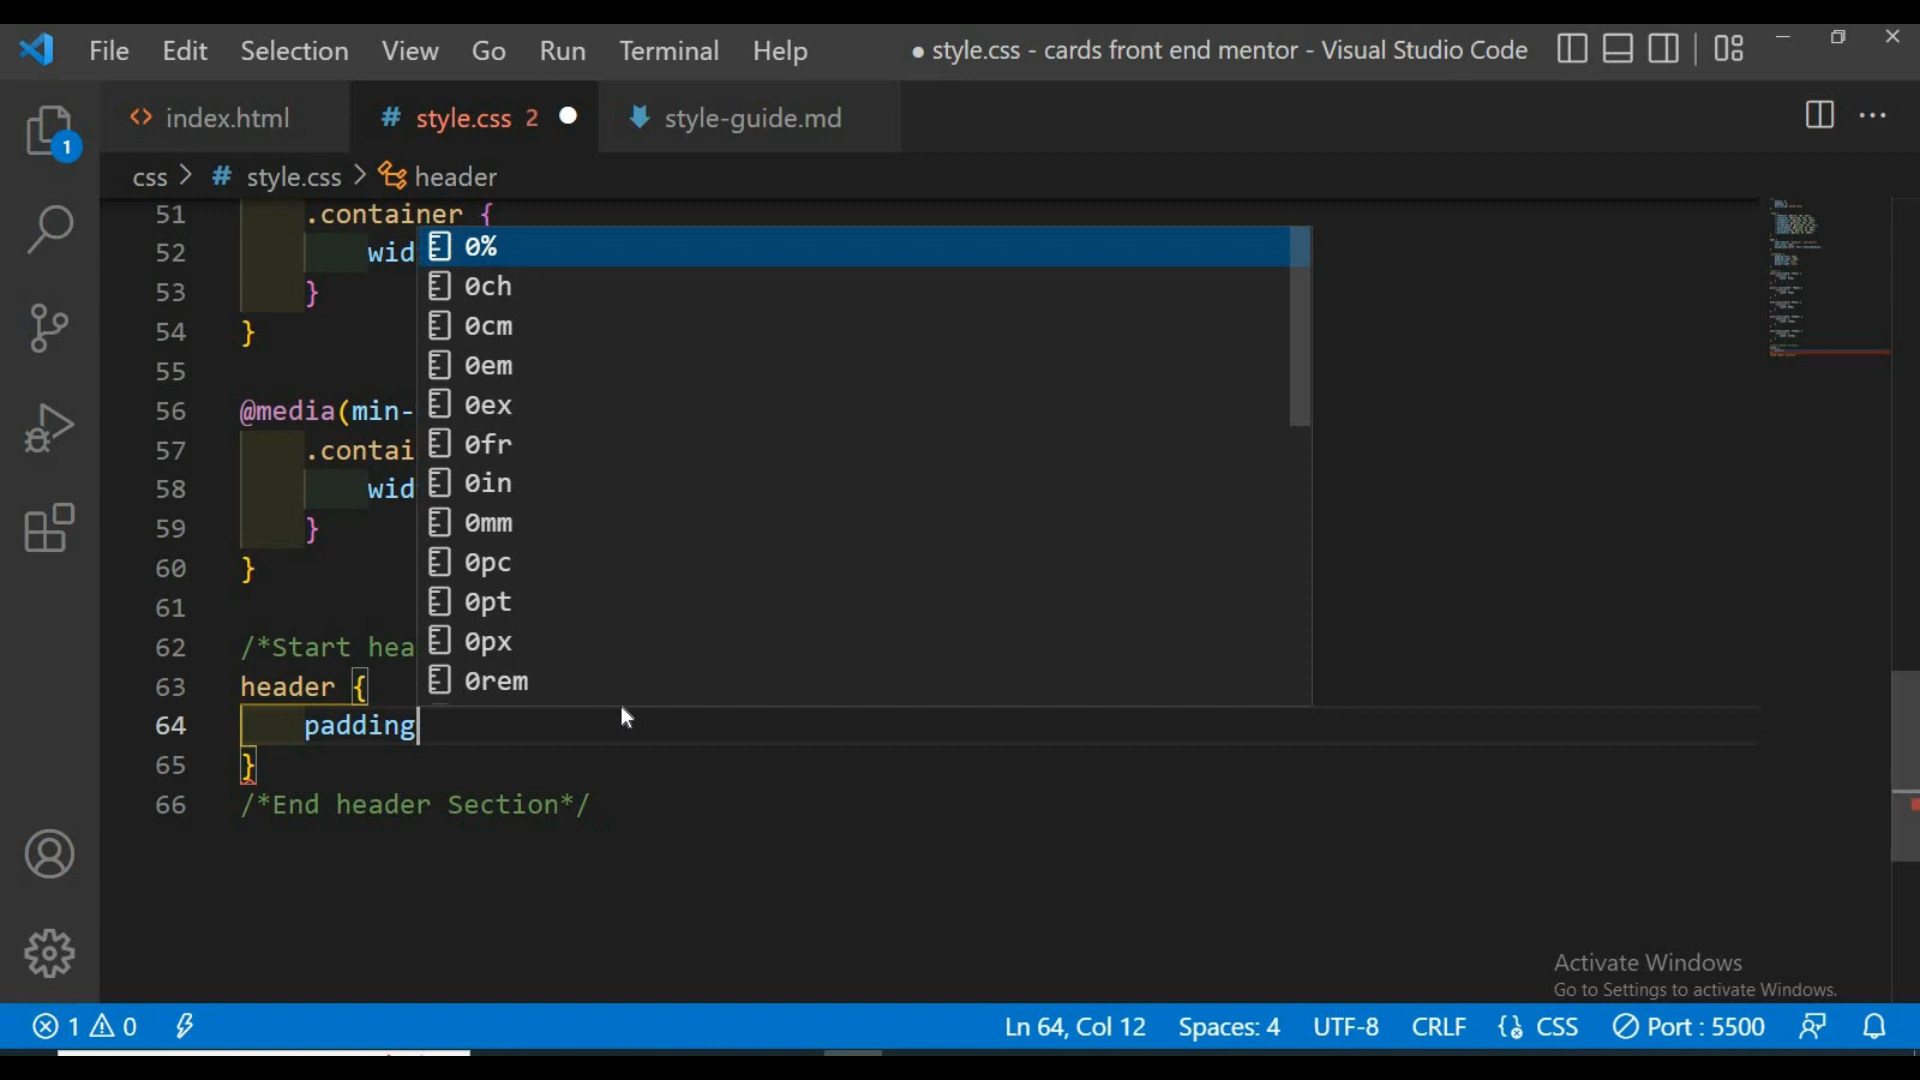 File Edit Selection View Go Run Terminal Help ● style.css - cards front end mentor - Visual Studio Code
1
<> index.html # style.css 2 ● style-guide.md ...
css > # style.css > header
51 .container {
52 wid
53 }
54 }
55
56 @media(min-
57 .contai
58 wid
59 }
60 }
61
62 /*Start hea
63 header {
64 padding
65 }
66 /*End header Section*/
0%
0ch
0cm
0em
0ex
0fr
0in
0mm
0pc
0pt
0px
0rem
Activate Windows
Go to Settings to activate Windows.
1 0 Ln 64, Col 12 Spaces: 4 UTF-8 CRLF CSS Port : 5500